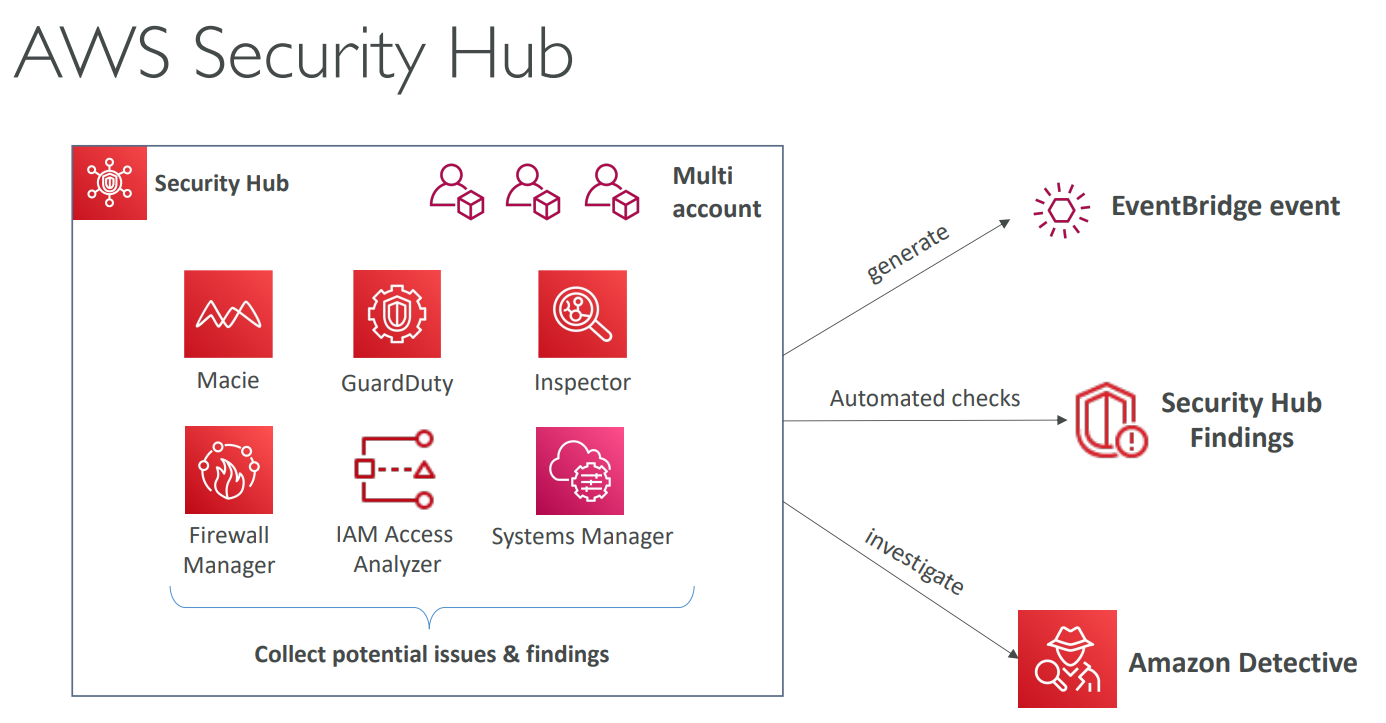 AWS Security Hub
Security Hub
Multi
account
EventBridge event
generate
Macie
GuardDuty
Inspector
Automated checks
Security Hub
Findings
Firewall
Manager
IAM Access
Analyzer
Systems Manager
investigate
Collect potential issues & findings
Amazon Detective